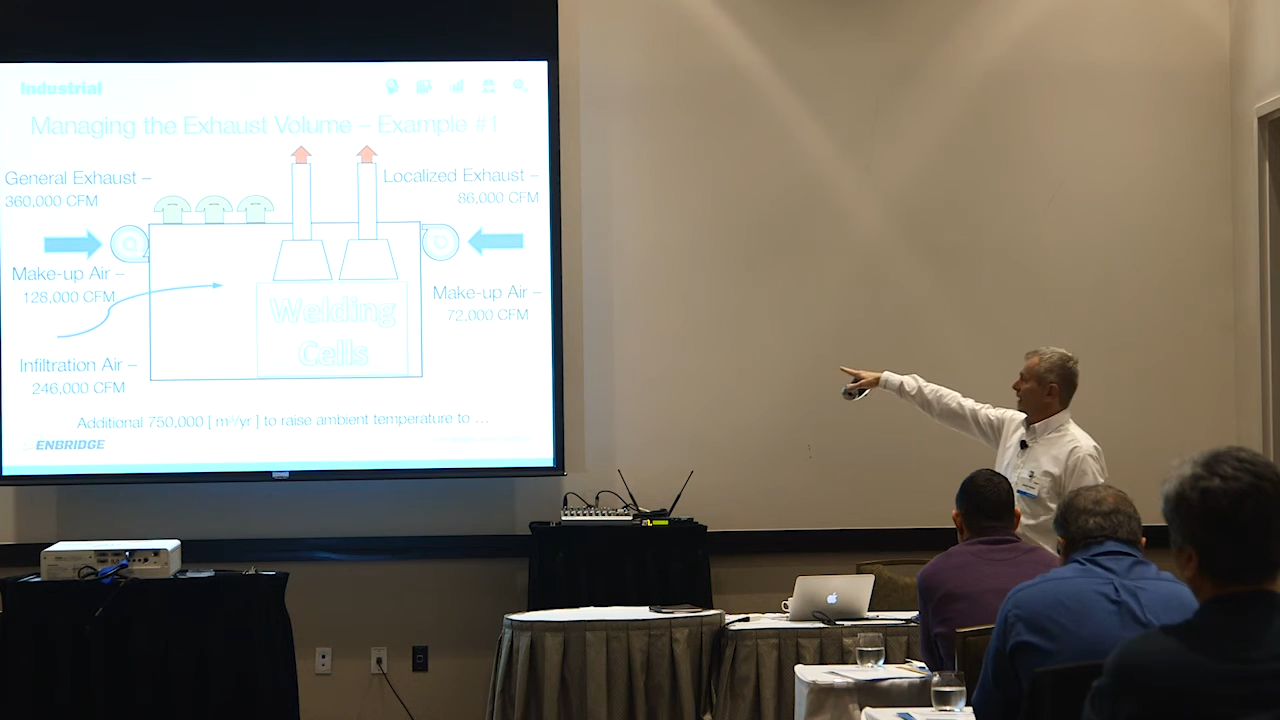 Industrial
Managing the Exhaust Volume – Example #1
General Exhaust –
360,000 CFM
Localized Exhaust –
86,000 CFM
Make-up Air –
128,000 CFM
Make-up Air –
72,000 CFM
Welding
Cells
Infiltration Air –
246,000 CFM
Additional 750,000 [ m³/yr ] to raise ambient temperature to …
ENBRIDGE